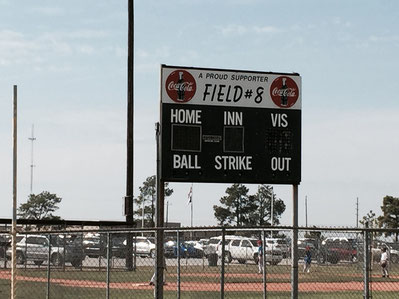 A PROUD SUPPORTER
Coca-Cola FIELD#8 Coca-Cola
HOME INN VIS
BALL STRIKE OUT